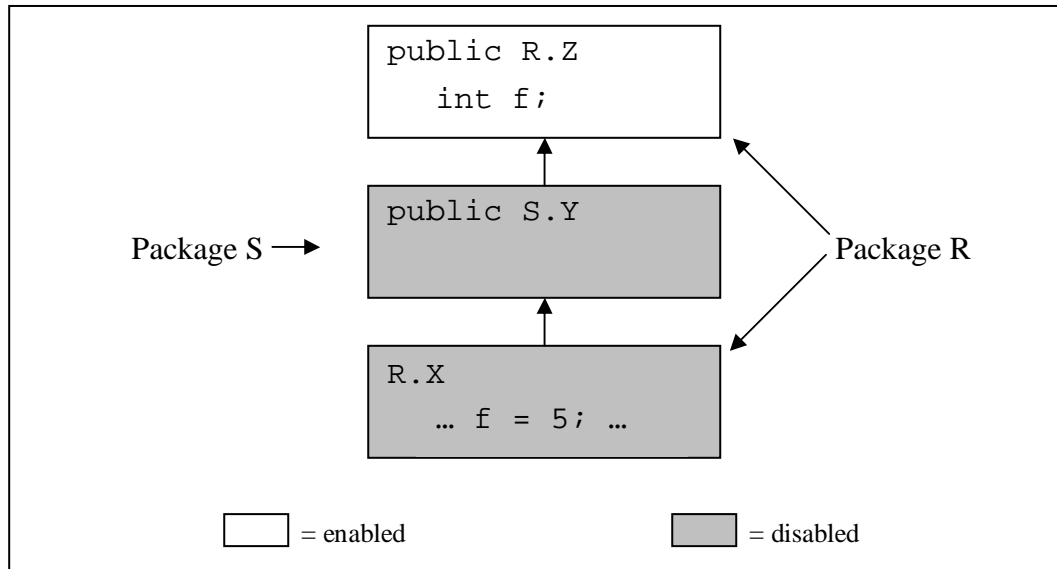 public R.Z
int f;
public S.Y
Package S
Package R
R.X
… f = 5; …
= enabled
= disabled